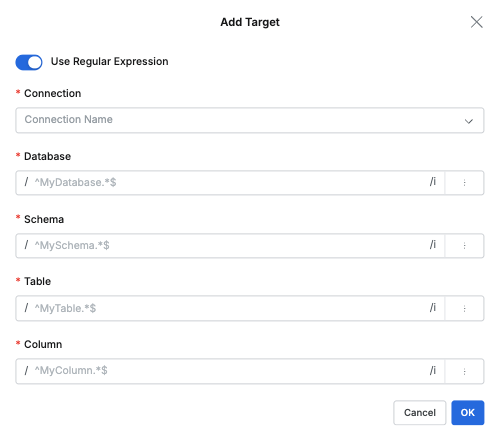 Add Target
Use Regular Expression
* Connection
Connection Name
* Database
/ ^MyDatabase.*$ /i
* Schema
/ ^MySchema.*$ /i
* Table
/ ^MyTable.*$ /i
* Column
/ ^MyColumn.*$ /i
Cancel OK